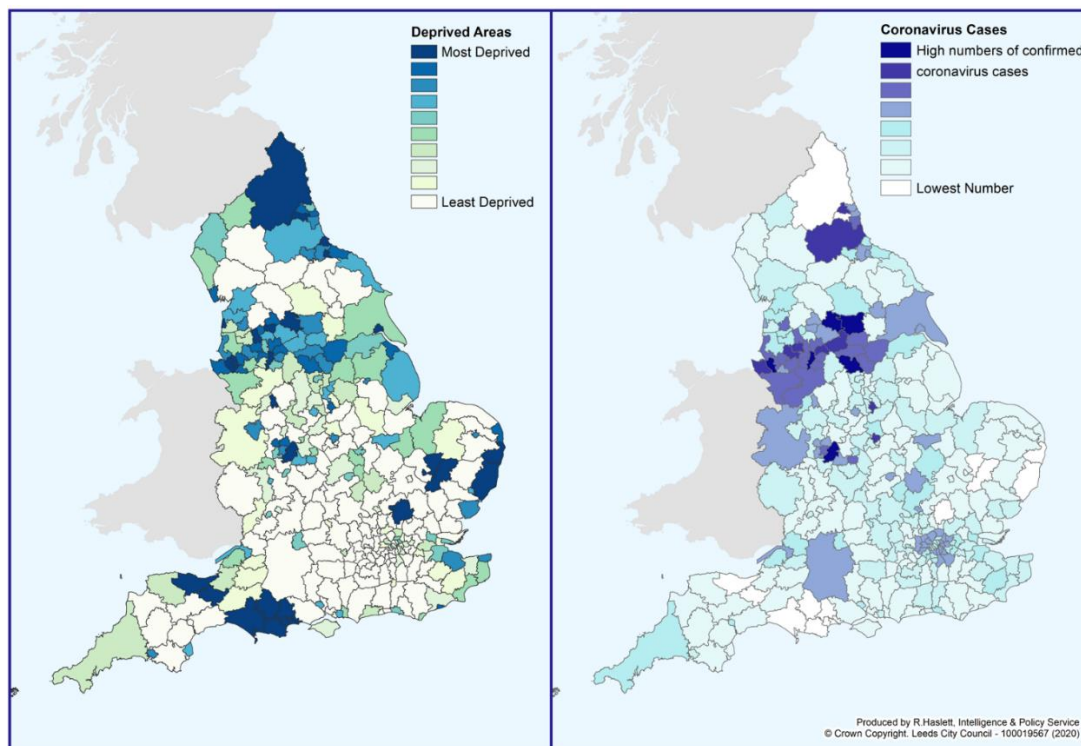 Deprived Areas
Most Deprived
Least Deprived
Coronavirus Cases
High numbers of confirmed
coronavirus cases
Lowest Number
Produced by R.Haslett, Intelligence & Policy Service
© Crown Copyright. Leeds City Council - 100019567 (2020)